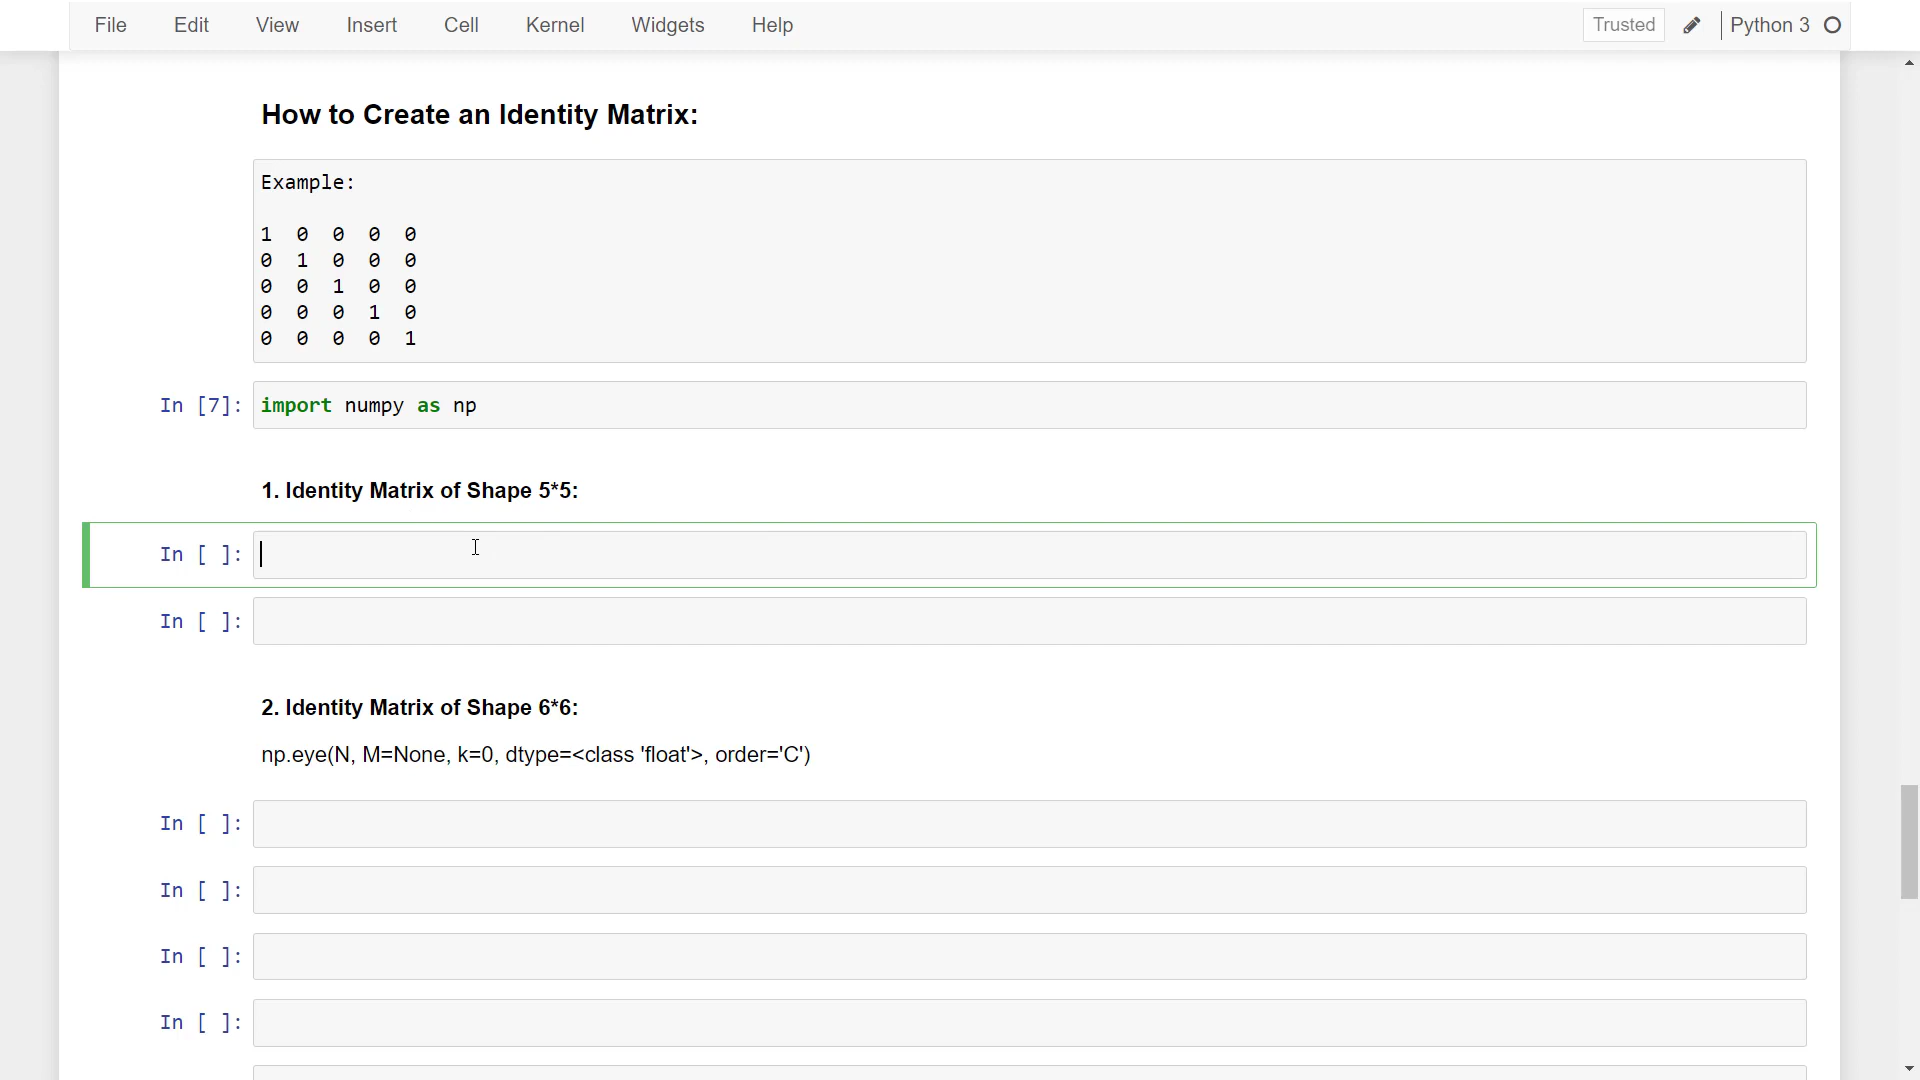 File Edit View Insert Cell Kernel Widgets Help Trusted Python 3
How to Create an Identity Matrix:
Example:
1 0 0 0 0
0 1 0 0 0
0 0 1 0 0
0 0 0 1 0
0 0 0 0 1
In [7]: import numpy as np
1. Identity Matrix of Shape 5*5:
In [ ]:
In [ ]:
2. Identity Matrix of Shape 6*6:
np.eye(N, M=None, k=0, dtype=<class 'float'>, order='C')
In [ ]:
In [ ]:
In [ ]:
In [ ]: